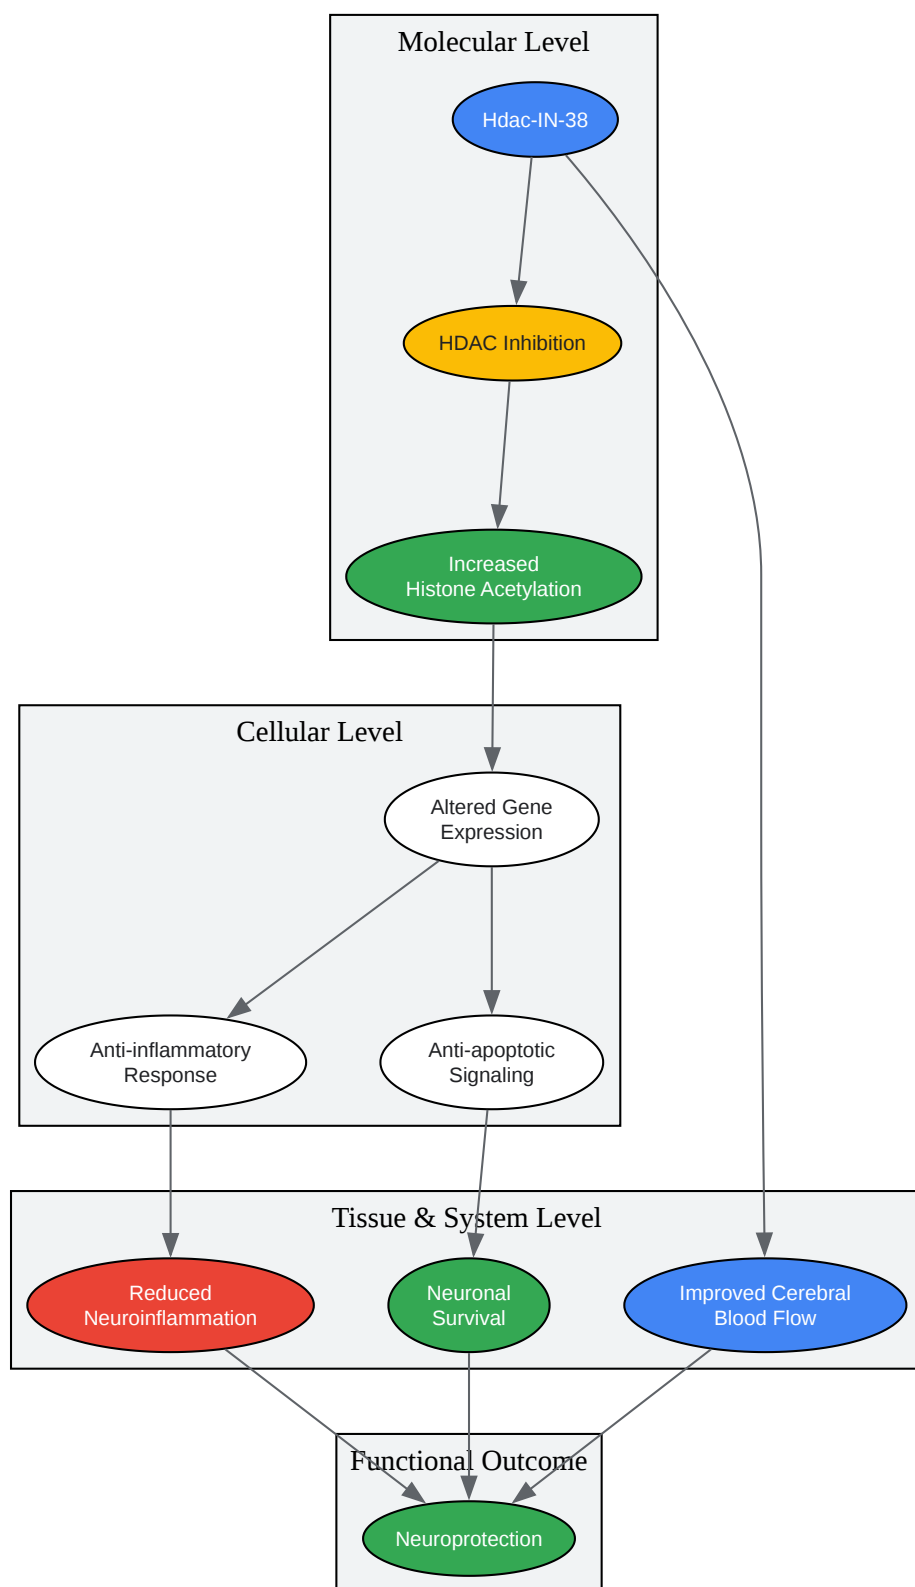 Molecular Level
Hdac-IN-38
HDAC Inhibition
Increased
Histone Acetylation
Cellular Level
Altered Gene
Expression
Anti-inflammatory
Response
Anti-apoptotic
Signaling
Tissue & System Level
Reduced
Neuroinflammation
Neuronal
Survival
Improved Cerebral
Blood Flow
Functional Outcome
Neuroprotection